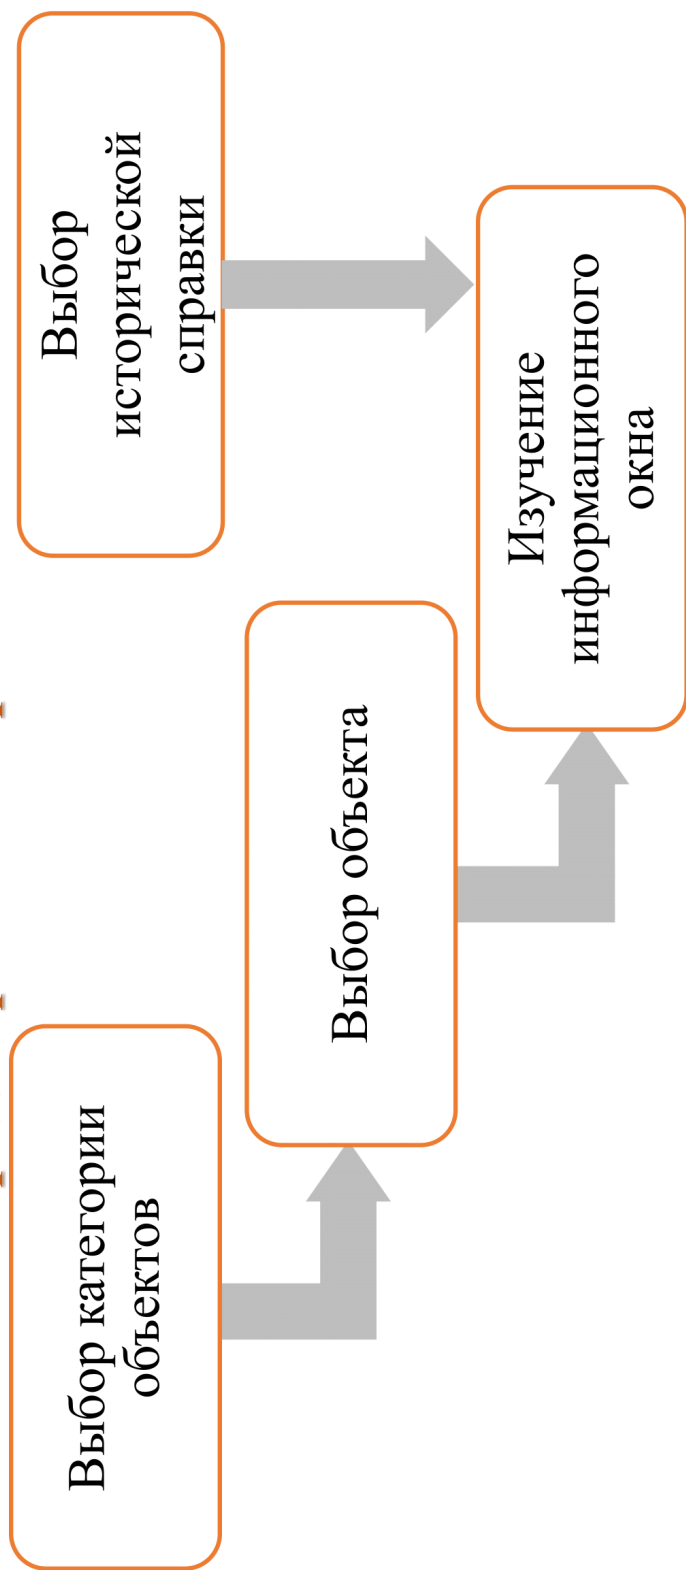 Выбор категории
объектов
Выбор объекта
Выбор
исторической
справки
Изучение
информационного
окна